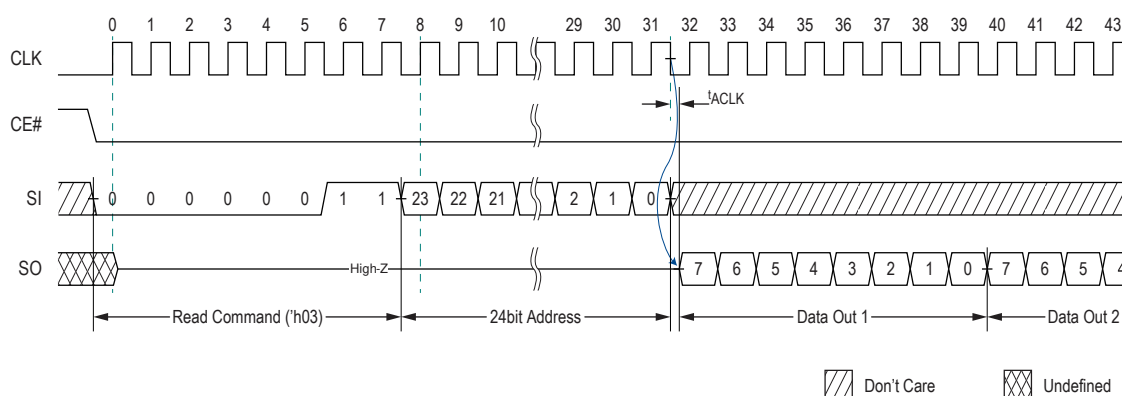 0 1 2 3 4 5 6 7 8 9 10 29 30 31 32 33 34 35 36 37 38 39 40 41 42 43
CLK
tACLK
CE#
SI 0 0 0 0 0 0 1 1 23 22 21 2 1 0
SO High-Z 7 6 5 4 3 2 1 0 7 6 5 4
Read Command ('h03) 24bit Address Data Out 1 Data Out 2
Don't Care Undefined